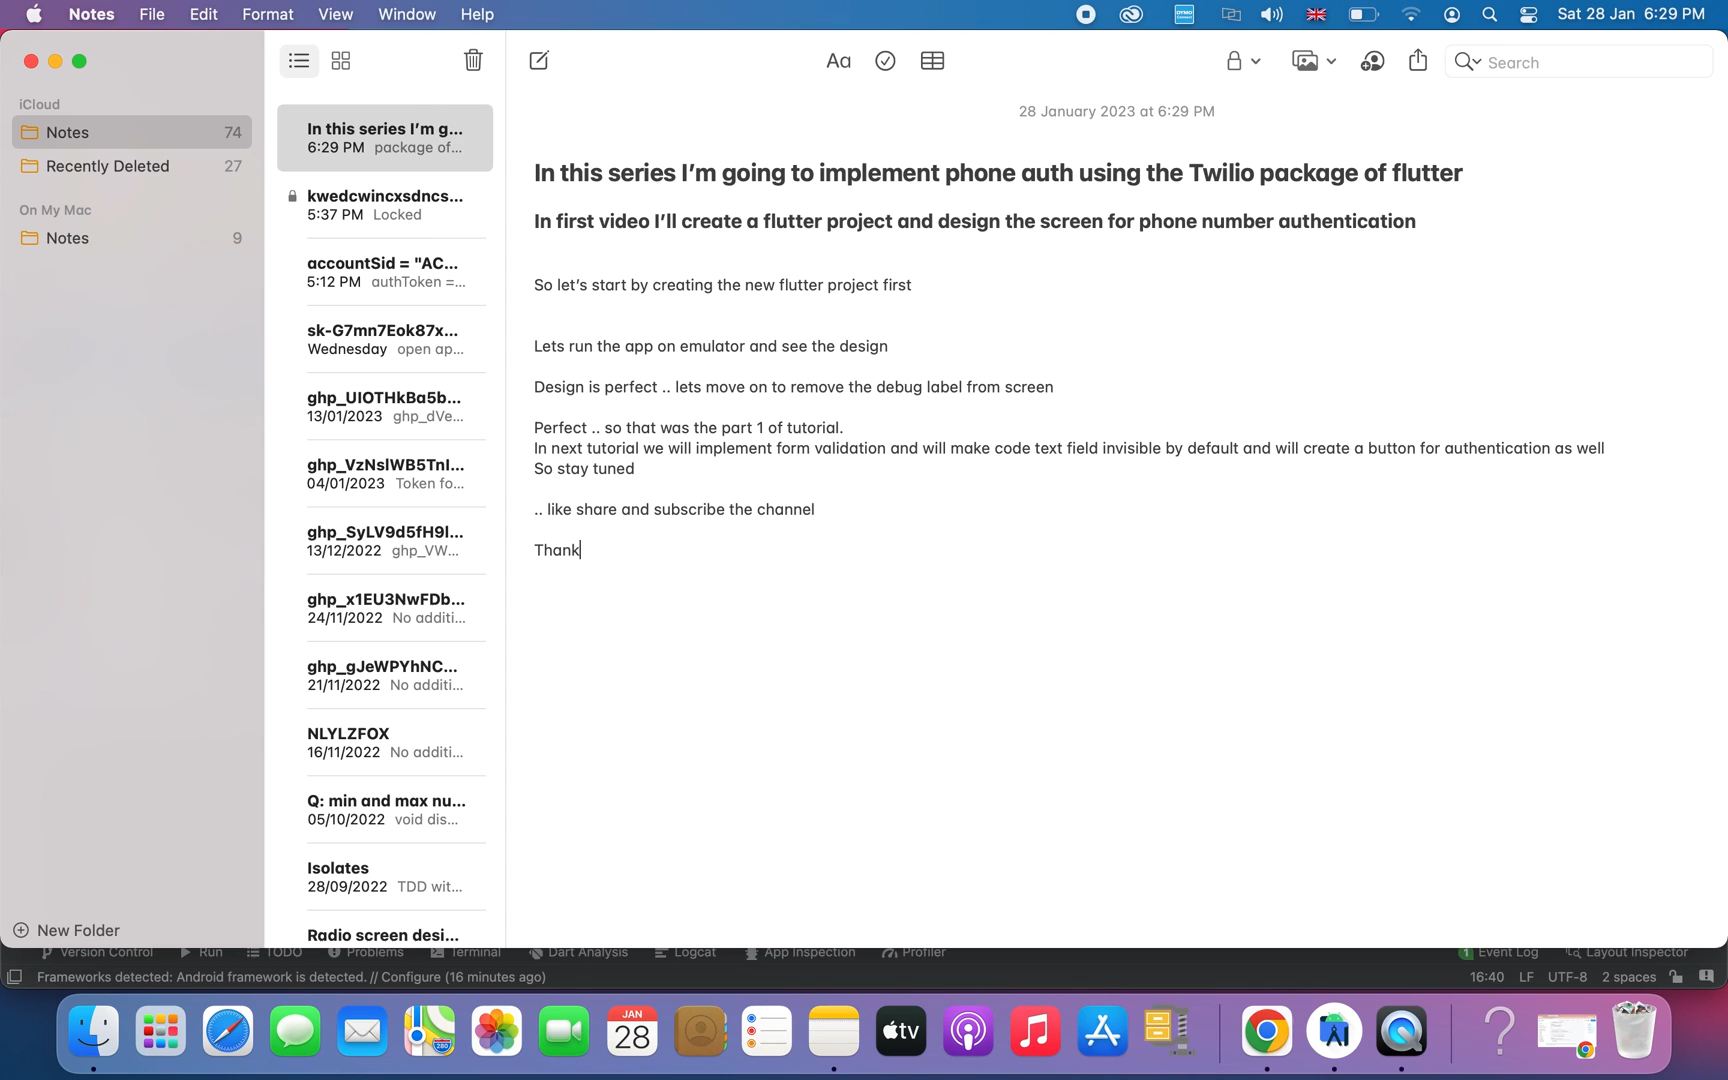 Notes File Edit Format View Window Help
DYMO
Sat 28 Jan 6:29 PM
Search
iCloud
Notes 74
Recently Deleted 27
On My Mac
Notes 9
New Folder
In this series I'm g...
6:29 PM package of...
kwedcwincxsdncs...
5:37 PM Locked
accountSid = "AC...
5:12 PM authToken =...
sk-G7mn7Eok87x...
Wednesday open ap...
ghp_UIOTHkBa5b...
13/01/2023 ghp_dVe...
ghp_VzNslWB5Tnl...
04/01/2023 Token fo...
ghp_SyLV9d5fH9l...
13/12/2022 ghp_VW...
ghp_x1EU3NwFDb...
24/11/2022 No additi...
ghp_gJeWPYhNC...
21/11/2022 No additi...
NLYLZFOX
16/11/2022 No additi...
Q: min and max nu...
05/10/2022 void dis...
Isolates
28/09/2022 TDD wit...
Radio screen desi...
Aa
28 January 2023 at 6:29 PM
In this series I'm going to implement phone auth using the Twilio package of flutter
In first video I'll create a flutter project and design the screen for phone number authentication
So let's start by creating the new flutter project first
Lets run the app on emulator and see the design
Design is perfect .. lets move on to remove the debug label from screen
Perfect .. so that was the part 1 of tutorial.
In next tutorial we will implement form validation and will make code text field invisible by default and will create a button for authentication as well
So stay tuned
.. like share and subscribe the channel
Thank
Version Control Run TODO Problems Terminal Dart Analysis Logcat App Inspection Profiler 1 Event Log Layout Inspector
Frameworks detected: Android framework is detected. // Configure (16 minutes ago) 16:40 LF UTF-8 2 spaces
280
JAN
28
tv